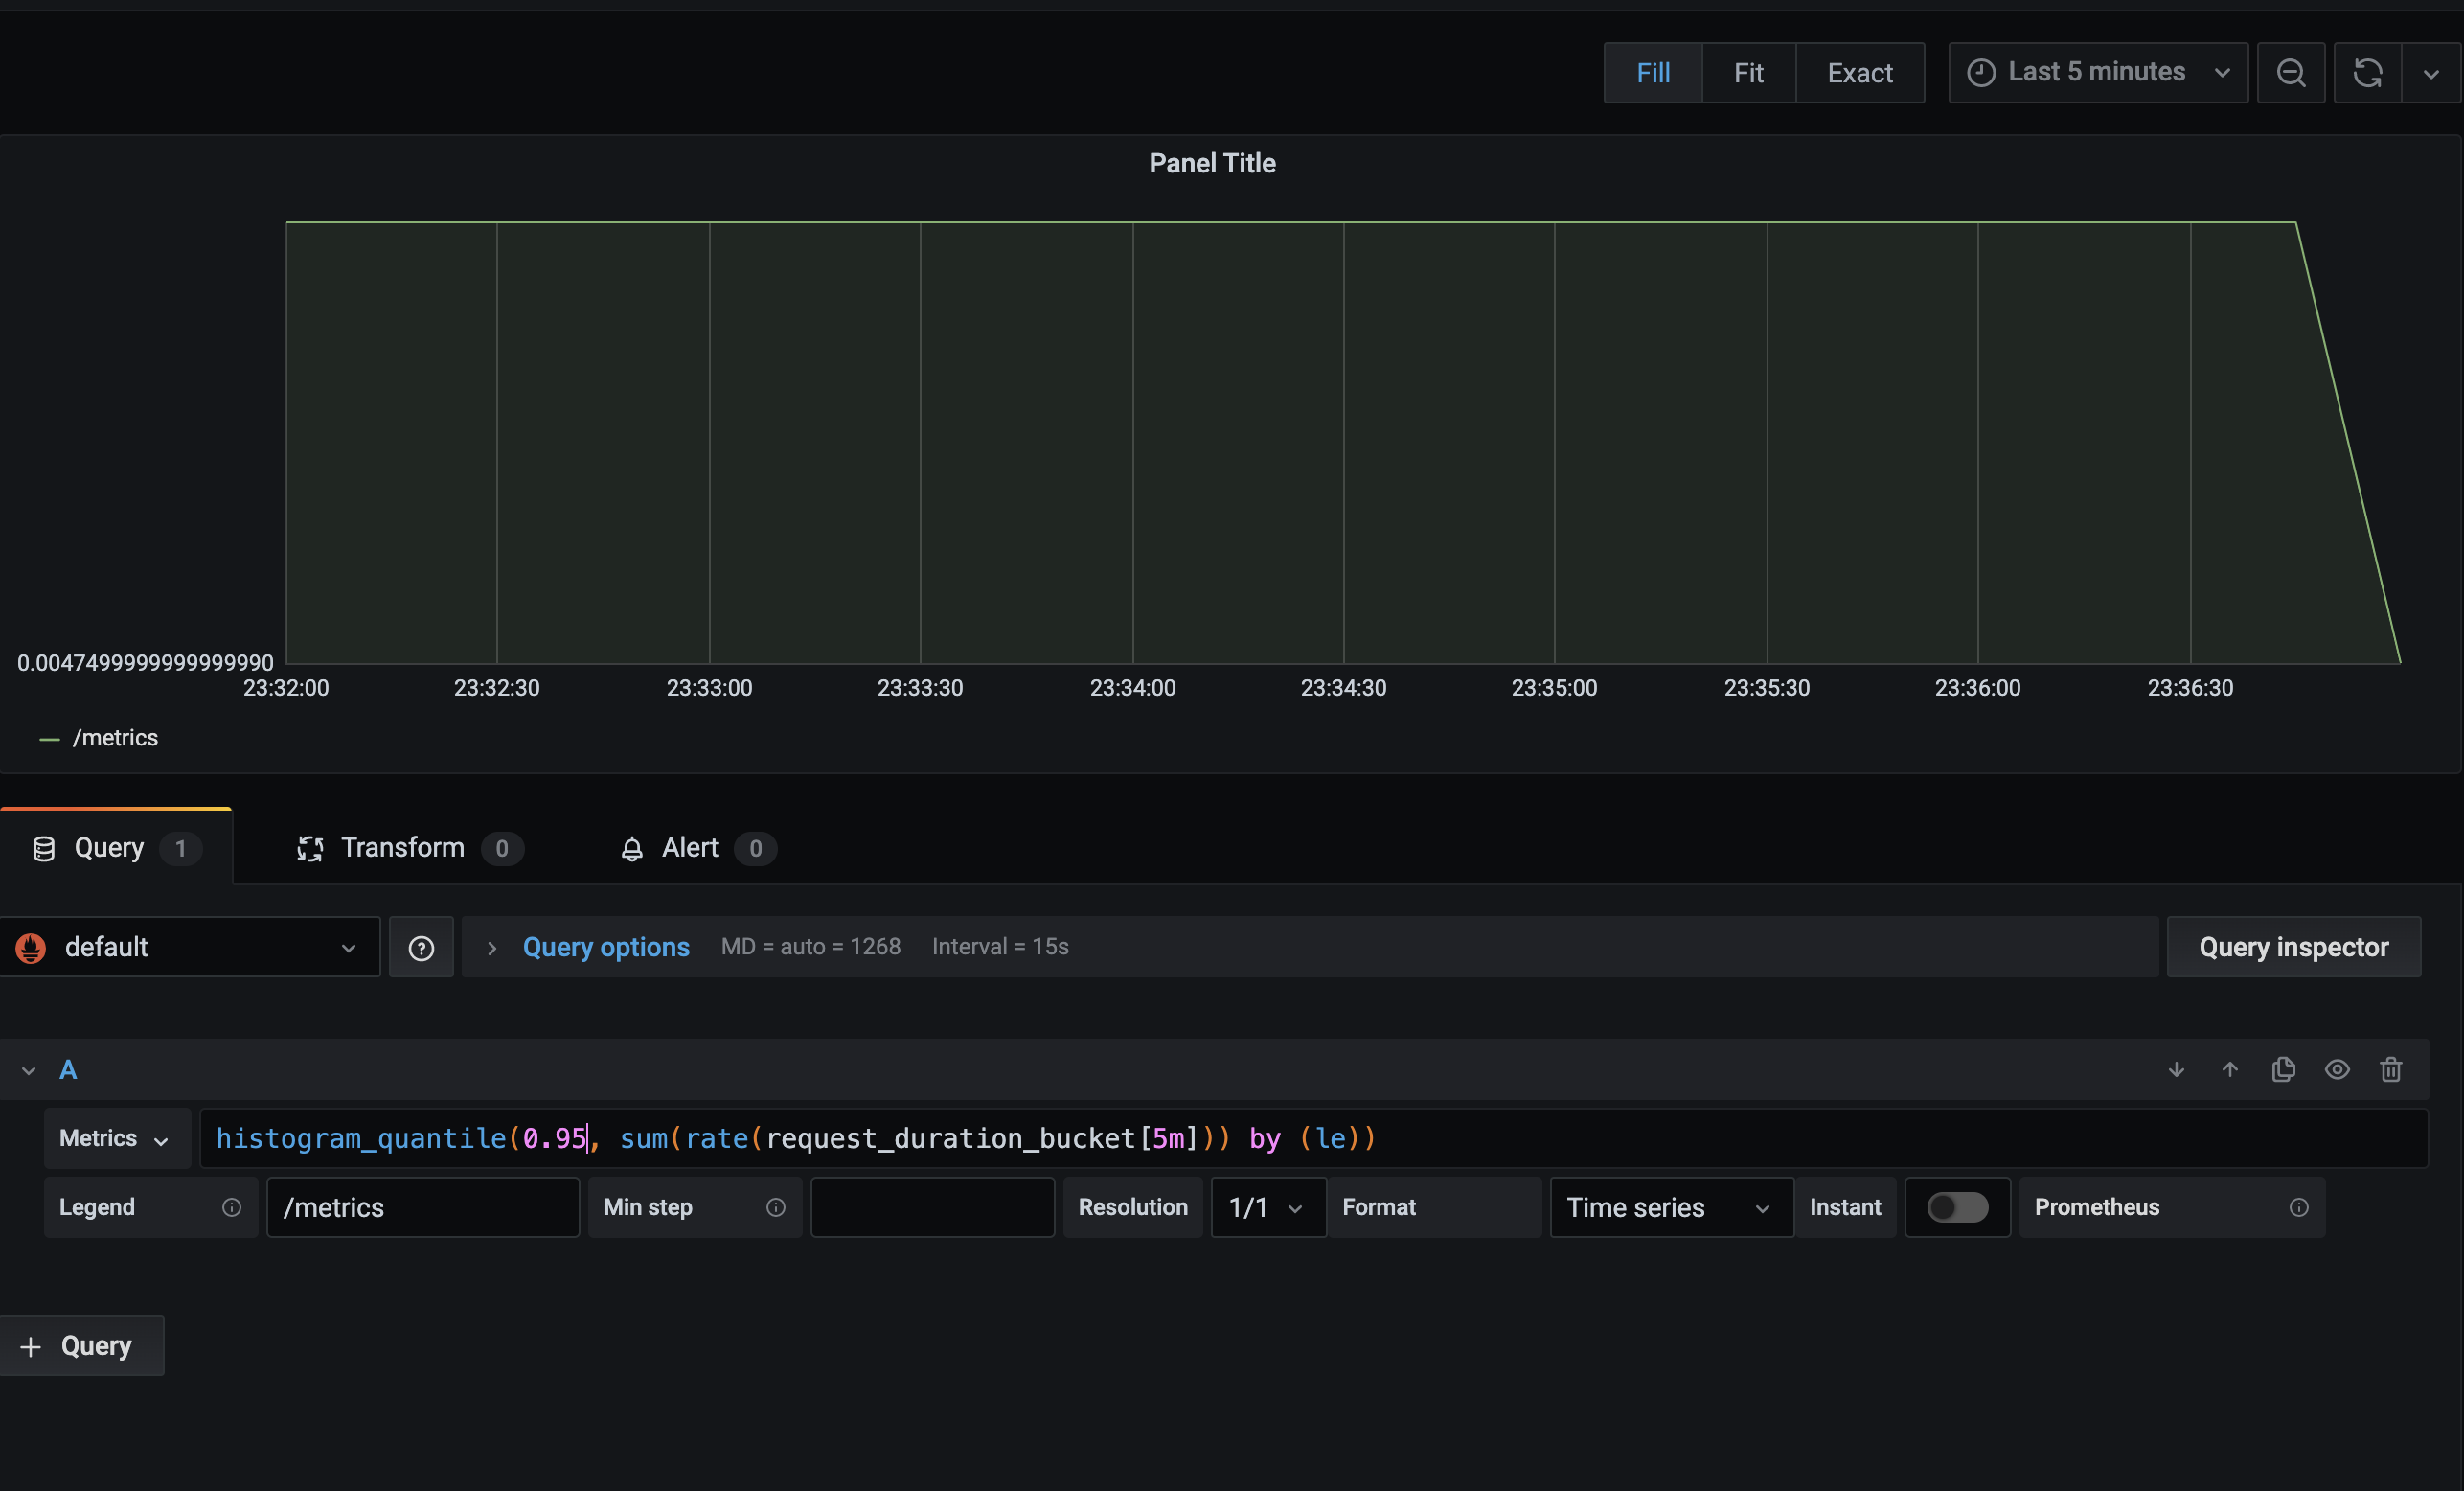 Fill Fit Exact Last 5 minutes
Panel Title
0.0047499999999999990
23:32:00 23:32:30 23:33:00 23:33:30 23:34:00 23:34:30 23:35:00 23:35:30 23:36:00 23:36:30
/metrics
Query 1 Transform 0 Alert 0
default Query options MD = auto = 1268 Interval = 15s Query inspector
A
Metrics histogram_quantile(0.95, sum(rate(request_duration_bucket[5m])) by (le))
Legend /metrics Min step Resolution 1/1 Format Time series Instant Prometheus
+ Query